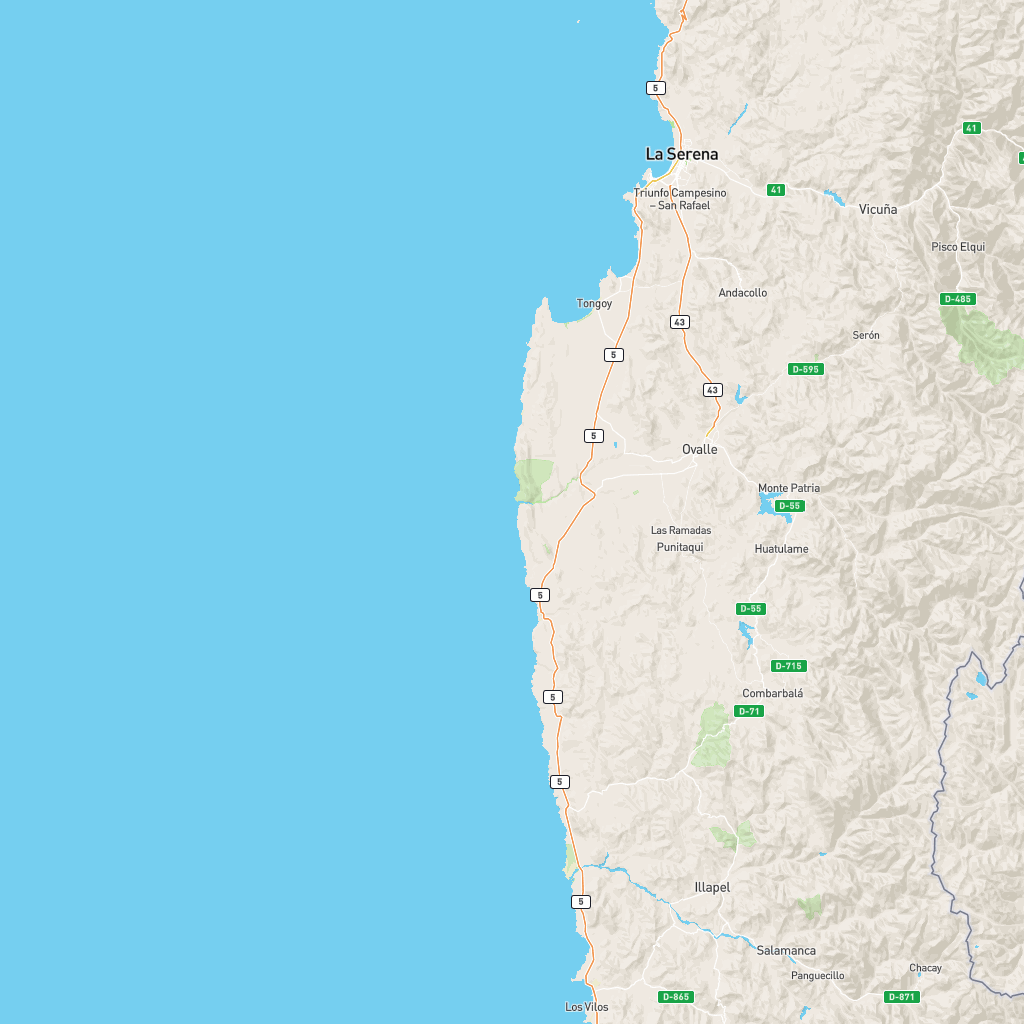 5
41
La Serena
Triunfo Campesino
– San Rafael
41
Vicuña
Pisco Elqui
Andacollo
D-485
Tongoy
43
Serón
5
D-595
43
5
Ovalle
Monte Patria
D-55
Las Ramadas
Punitaqui
Huatulame
5
D-55
D-715
5
Combarbalá
D-71
5
Illapel
5
Salamanca
Panguecillo
Chacay
D-865
D-871
Los Vilos